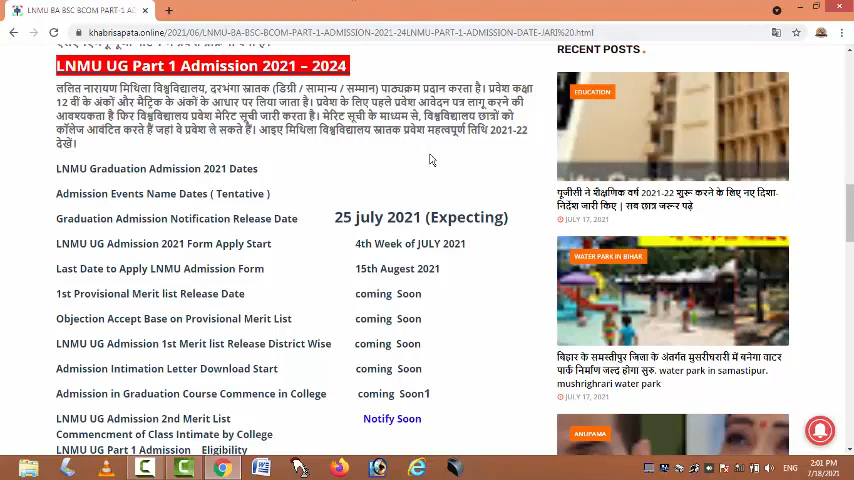 LNMU BA BSC BCOM PART-1 ADMISS
khabrisapata.online/2021/06/LNMU-BA-BSC-BCOM-PART-1-ADMISSION-2021-24LNMU-PART-1-ADMISSION-DATE-JARI%20.html
LNMU UG Part 1 Admission 2021 – 2024
ललित नारायण मिथिला विश्वविद्यालय, दरभंगा स्नातक (डिग्री / सामान्य / सम्मान) पाठ्यक्रम प्रदान करता है। प्रवेश कक्षा
12 वीं के अंकों और मैट्रिक के अंकों के आधार पर लिया जाता है। प्रवेश के लिए पहले प्रवेश आवेदन पत्र लागू करने की
आवश्यकता है फिर विश्वविद्यालय प्रवेश मेरिट सूची जारी करता है। मेरिट सूची के माध्यम से, विश्वविद्यालय छात्रों को
कॉलेज आवंटित करते हैं जहां वे प्रवेश ले सकते हैं। आइए मिथिला विश्वविद्यालय स्नातक प्रवेश महत्वपूर्ण तिथि 2021-22
देखें।
LNMU Graduation Admission 2021 Dates
Admission Events Name Dates ( Tentative )
Graduation Admission Notification Release Date 25 july 2021 (Expecting)
LNMU UG Admission 2021 Form Apply Start 4th Week of JULY 2021
Last Date to Apply LNMU Admission Form 15th Augest 2021
1st Provisional Merit list Release Date coming Soon
Objection Accept Base on Provisional Merit List coming Soon
LNMU UG Admission 1st Merit list Release District Wise coming Soon
Admission Intimation Letter Download Start coming Soon
Admission in Graduation Course Commence in College coming Soon1
LNMU UG Admission 2nd Merit List Notify Soon
Commencment of Class Intimate by College
LNMU UG Part 1 Admission Eligibility
RECENT POSTS .
EDUCATION
यूजीसी ने शैक्षणिक वर्ष 2021-22 शुरू करने के लिए नए दिशा-
निर्देश जारी किए | सब छात्र जरूर पढ़े
JULY 17, 2021
WATER PARK IN BIHAR
बिहार के समस्तीपुर जिला के अंतर्गत मुसरीघरारी में बनेगा वाटर
पार्क निर्माण जल्द होगा सुरु. water park in samastipur.
mushrighrari water park
JULY 17, 2021
ANUPAMA
ENG
2:01 PM
7/18/2021